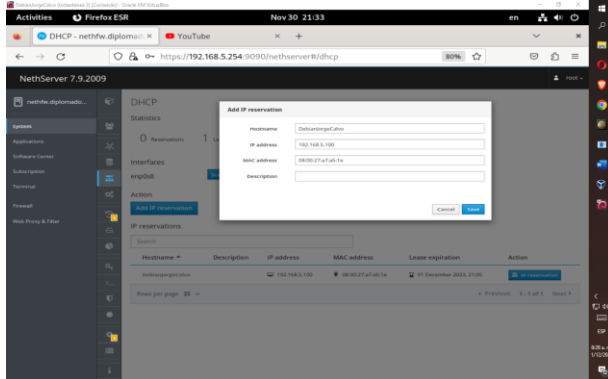 DebianJorgeCalvo [Instantánea 2] [Corriendo] - Oracle VM VirtualBox
Activities Firefox ESR Nov 30 21:33 en
DHCP - nethfw.diplomad YouTube
https://192.168.5.254:9090/nethserver#/dhcp 80%
NethServer 7.9.2009 root
nethfw.diplomado...
System
Applications
Software Center
Subscription
Terminal
Firewall
Web Proxy & Filter
DHCP
Statistics
0 Reservations 1
Interfaces
enp0s8
Action
Add IP reservation
IP reservations
Search
Hostname Description IP address MAC address Lease expiration Action
debianjorgecalvo 192.168.5.100 08:00:27:a7:a5:1e 01 December 2023, 21:05 IP reservation
Rows per page 25 Previous 1 - 1 of 1 Next
Add IP reservation
Hostname DebianJorgeCalvo
IP address 192.168.5.100
MAC address 08:00:27:a7:a5:1e
Description
Cancel Save
ESP